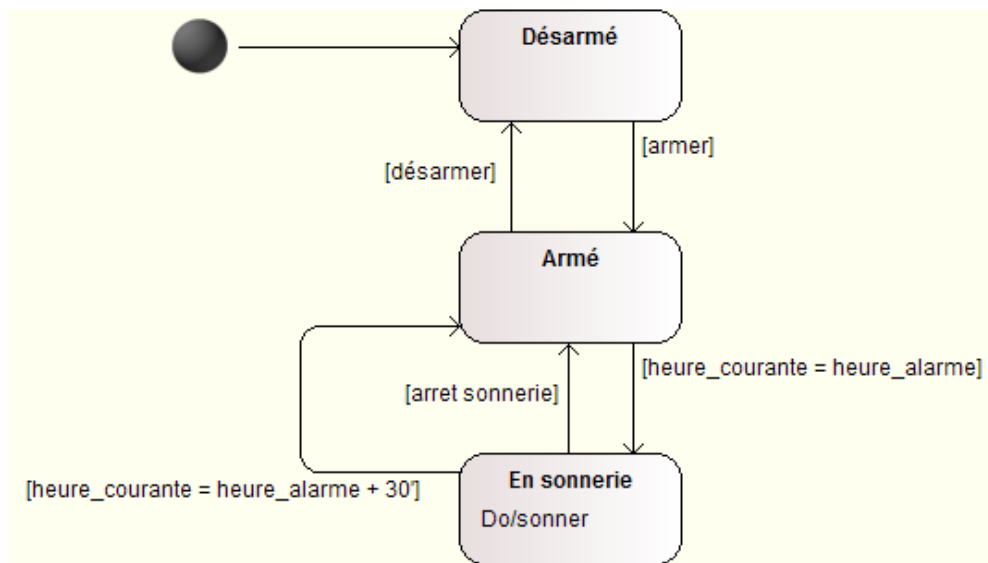 Désarmé
[armer]
[désarmer]
Armé
[heure_courante = heure_alarme]
[arret sonnerie]
En sonnerie
[heure_courante = heure_alarme + 30']
Do/sonner